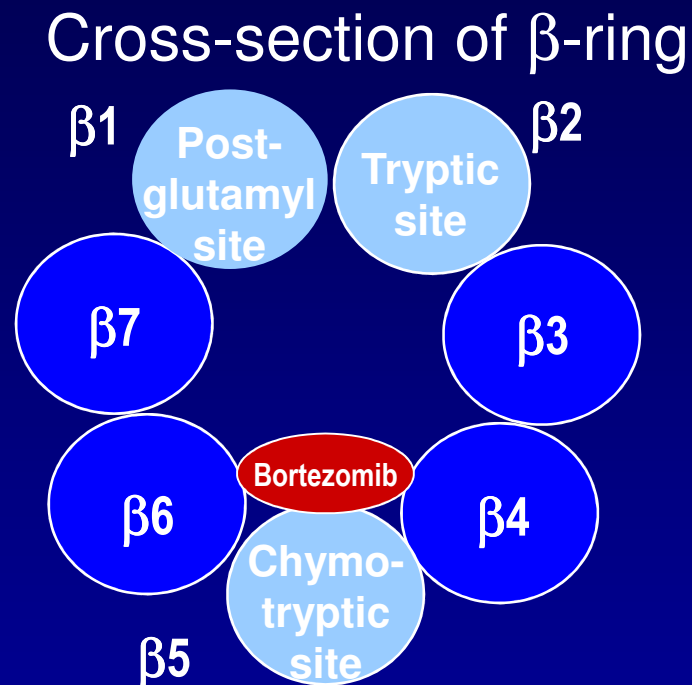 Cross-section of β-ring
β1
Post-
glutamyl
site
Tryptic
site
β2
β7
β3
Bortezomib
β6
β4
Chymo-
tryptic
site
β5